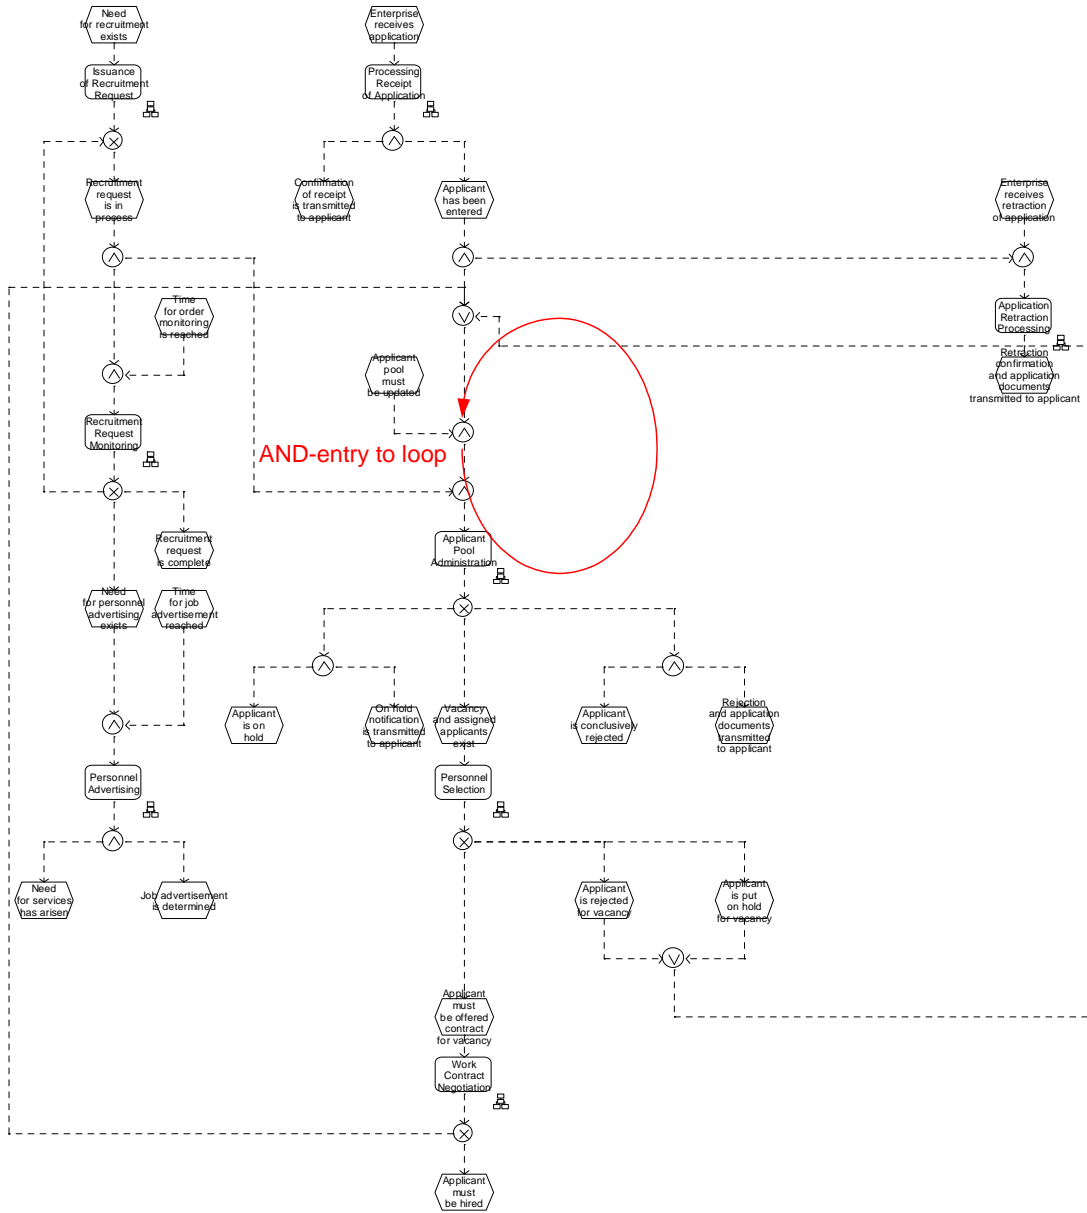 Need
for recruitment
exists
Enterprise
receives
application
Issuance
of Recruitment
Request
Processing
Receipt
of Application
Recruitment
request
is in
process
Confirmation
of receipt
is transmitted
to applicant
Applicant
has been
entered
Enterprise
receives
retraction
of application
Time
for order
monitoring
is reached
Application
Retraction
Processing
Applicant
pool
must
be updated
Retraction
confirmation
and application
documents
transmitted to applicant
Recruitment
Request
Monitoring
AND-entry to loop
Recruitment
request
is complete
Applicant
Pool
Administration
Need
for personnel
advertising
exists
Time
for job
advertisement
reached
Applicant
is on
hold
On hold
notification
is transmitted
to applicant
Vacancy
and assigned
applicants
exist
Applicant
is conclusively
rejected
Rejection
and application
documents
transmitted
to applicant
Personnel
Advertising
Personnel
Selection
Need
for services
has arisen
Job advertisement
is determined
Applicant
is rejected
for vacancy
Applicant
is put
on hold
for vacancy
Applicant
must
be offered
contract
for vacancy
Work
Contract
Negotiation
Applicant
must
be hired